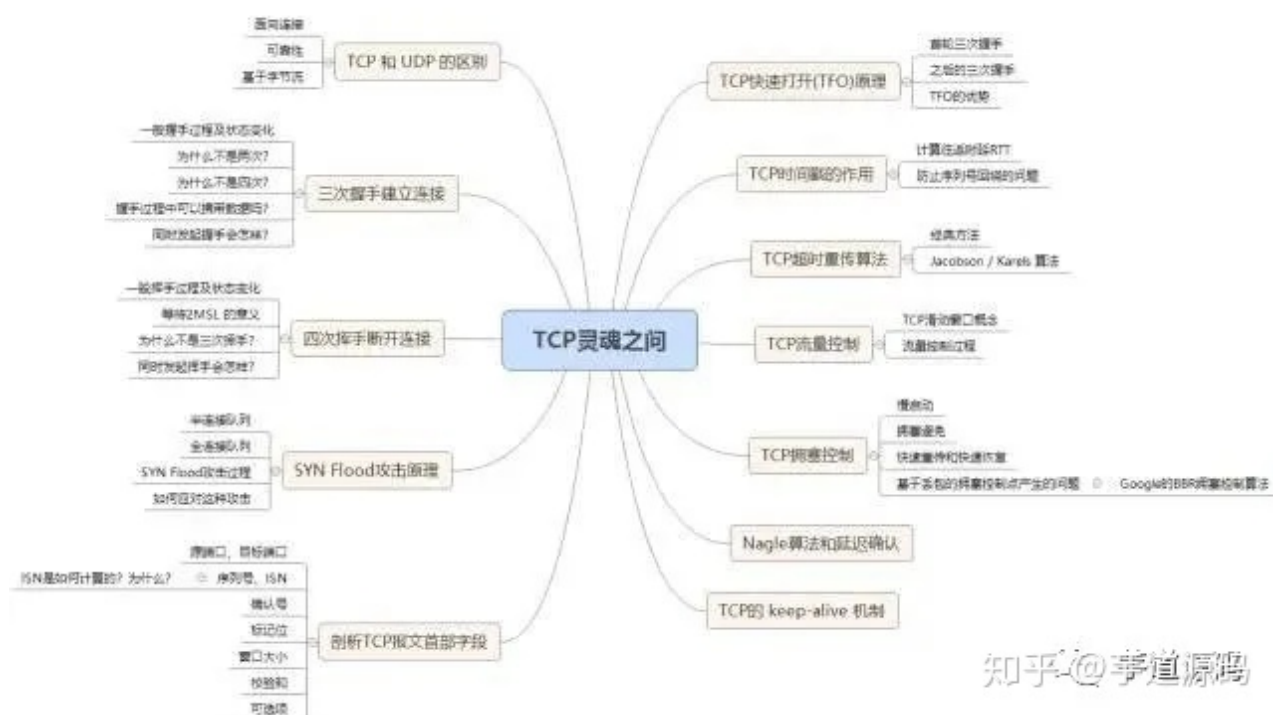 TCP灵魂之问
TCP 和 UDP 的区别
面向连接
可靠性
基于字节流
三次握手建立连接
一般握手过程及状态变化
为什么不是两次?
为什么不是四次?
握手过程中可以携带数据吗?
同时发起握手会怎样?
四次挥手断开连接
一般挥手过程及状态变化
等待2MSL 的意义
为什么不是三次挥手?
同时发起挥手会怎样?
SYN Flood攻击原理
半连接队列
全连接队列
SYN Flood攻击过程
如何应对这种攻击
剖析TCP报文首部字段
源端口、目标端口
序列号、ISN
ISN是如何计算的? 为什么?
确认号
标记位
窗口大小
校验和
可选项
TCP快速打开(TFO)原理
首轮三次握手
之后的三次握手
TFO的优势
TCP时间戳的作用
计算往返时延RTT
防止序列号回绕的问题
TCP超时重传算法
经典方法
Jacobson / Karels 算法
TCP流量控制
TCP滑动窗口概念
流量控制过程
TCP拥塞控制
慢启动
拥塞避免
快速重传和快速恢复
基于丢包的拥塞控制点产生的问题
Google的BBR拥塞控制算法
Nagle算法和延迟确认
TCP的 keep-alive 机制
知乎 @芋道源码